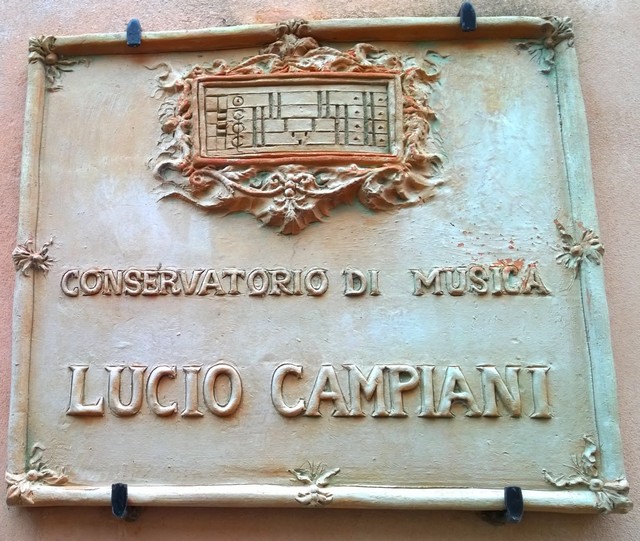 CONSERVATORIO DI MUSICA
LUCIO CAMPIANI